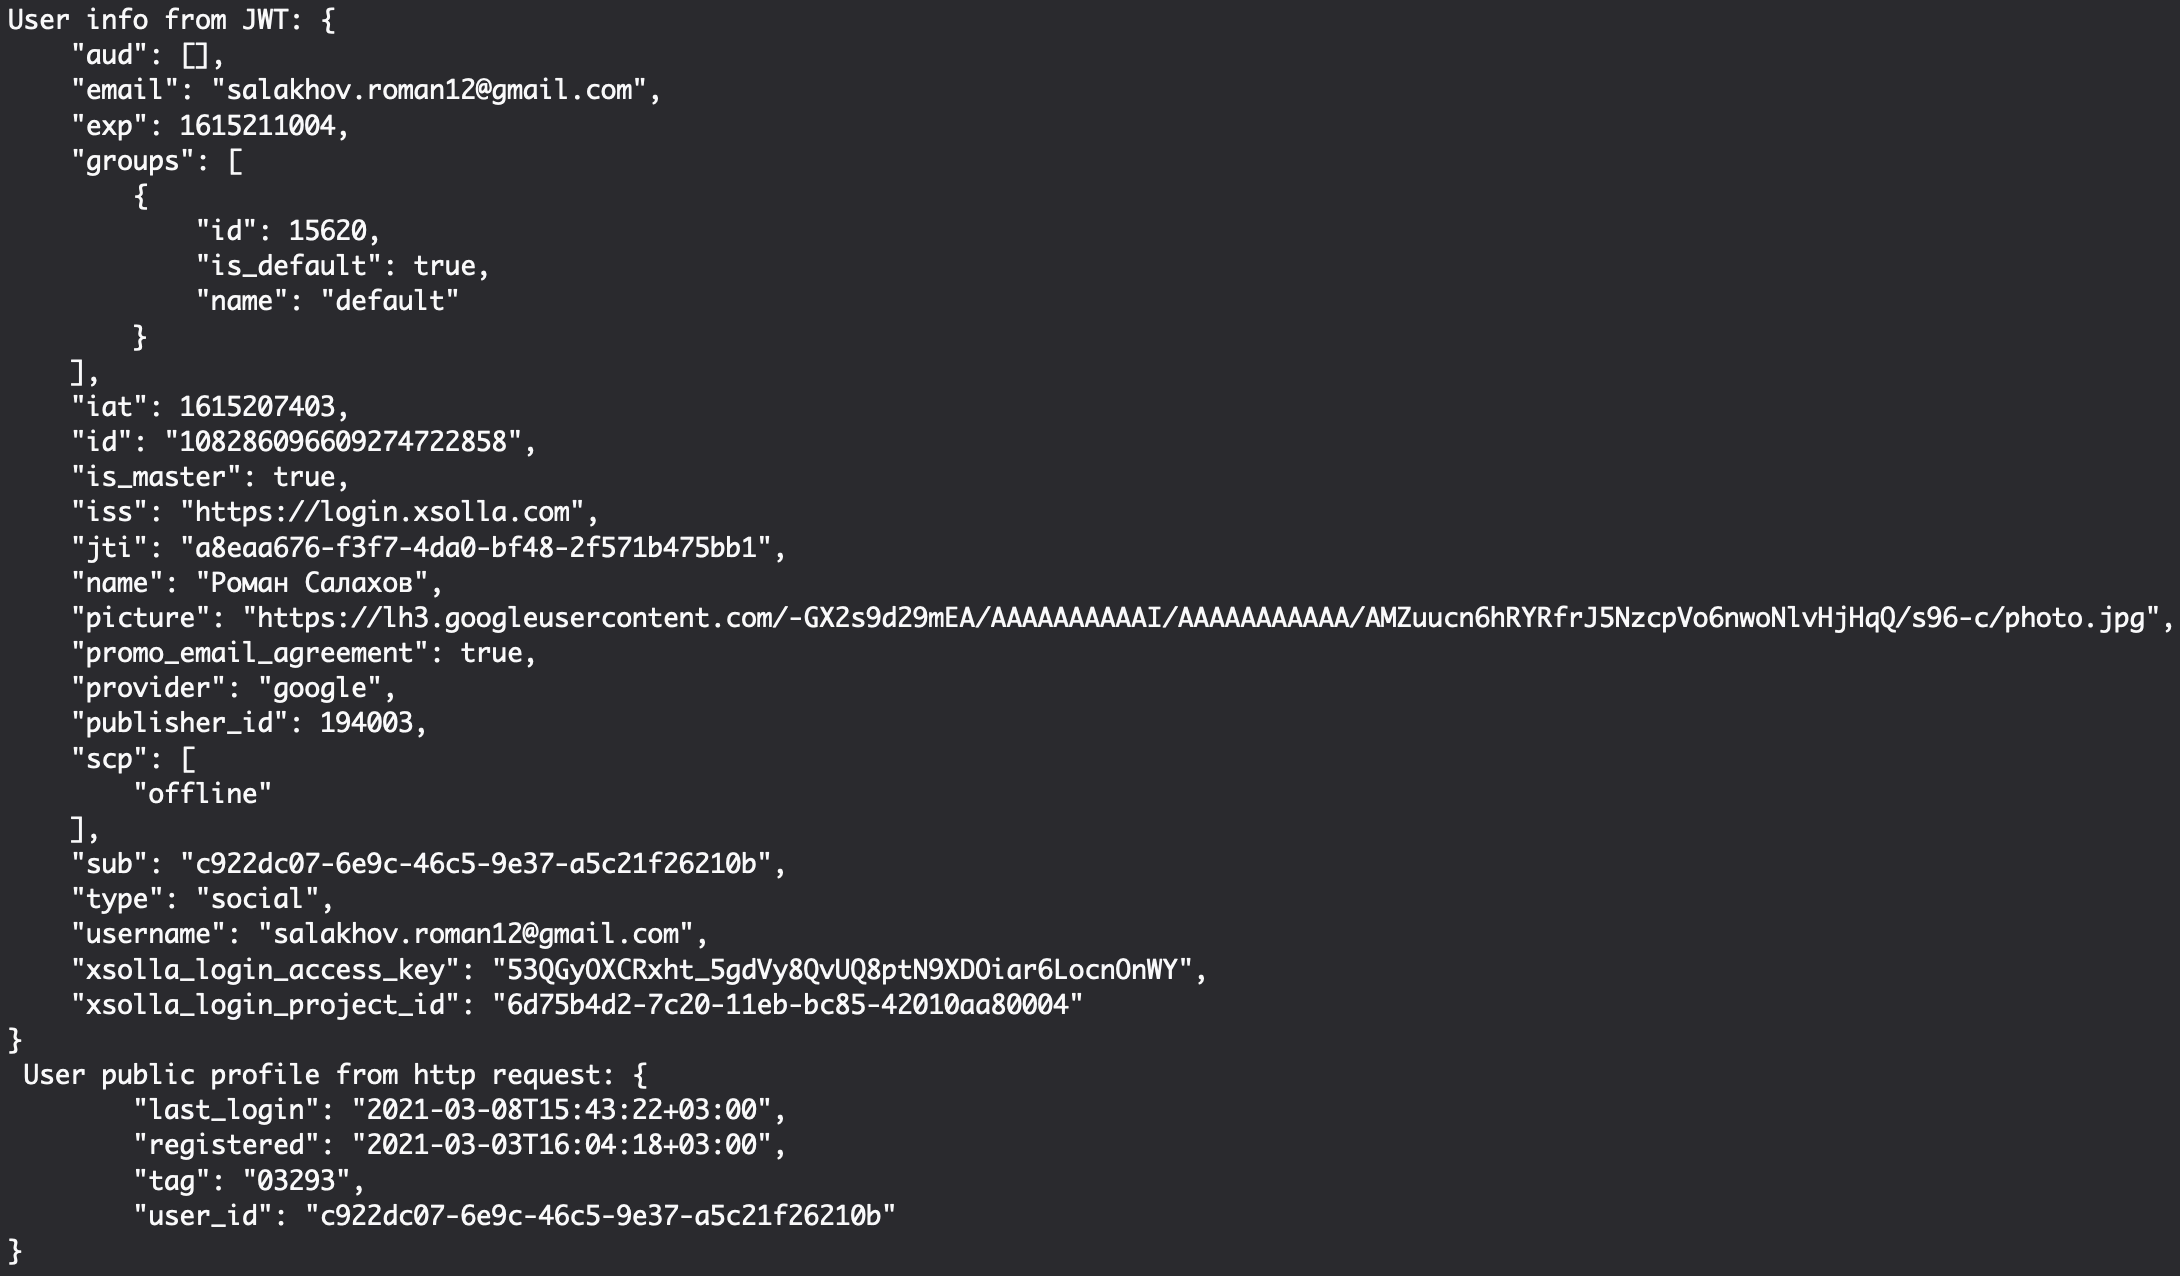 User info from JWT: {
    "aud": [],
    "email": "salakhov.roman12@gmail.com",
    "exp": 1615211004,
    "groups": [
        {
            "id": 15620,
            "is_default": true,
            "name": "default"
        }
    ],
    "iat": 1615207403,
    "id": "108286096609274722858",
    "is_master": true,
    "iss": "https://login.xsolla.com",
    "jti": "a8eaa676-f3f7-4da0-bf48-2f571b475bb1",
    "name": "Роман Салахов",
    "picture": "https://lh3.googleusercontent.com/-GX2s9d29mEA/AAAAAAAAAAI/AAAAAAAAAAA/AMZuucn6hRYRfrJ5NzcpVo6nwoNlvHjHqQ/s96-c/photo.jpg",
    "promo_email_agreement": true,
    "provider": "google",
    "publisher_id": 194003,
    "scp": [
        "offline"
    ],
    "sub": "c922dc07-6e9c-46c5-9e37-a5c21f26210b",
    "type": "social",
    "username": "salakhov.roman12@gmail.com",
    "xsolla_login_access_key": "53QGyOXCRxht_5gdVy8QvUQ8ptN9XDOiar6LocnOnWY",
    "xsolla_login_project_id": "6d75b4d2-7c20-11eb-bc85-42010aa80004"
}
 User public profile from http request: {
        "last_login": "2021-03-08T15:43:22+03:00",
        "registered": "2021-03-03T16:04:18+03:00",
        "tag": "03293",
        "user_id": "c922dc07-6e9c-46c5-9e37-a5c21f26210b"
}